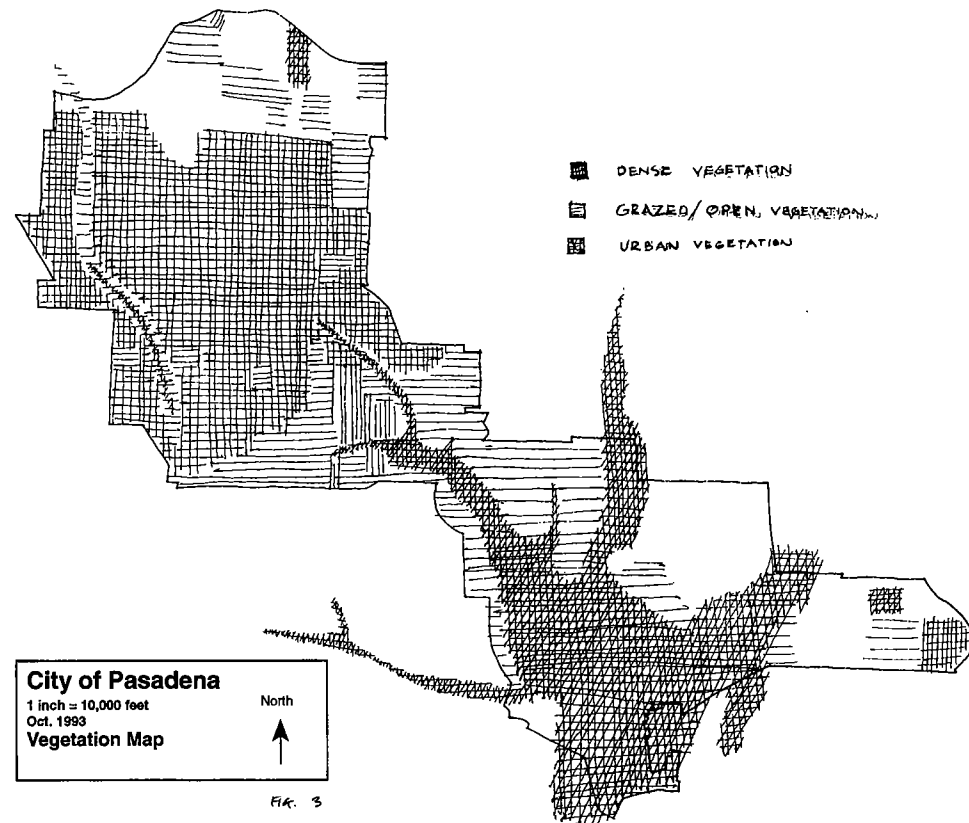 DENSE VEGETATION
GRAZED/OPEN VEGETATION
URBAN VEGETATION
City of Pasadena
1 inch = 10,000 feet
Oct. 1993
Vegetation Map
North
FIG. 3